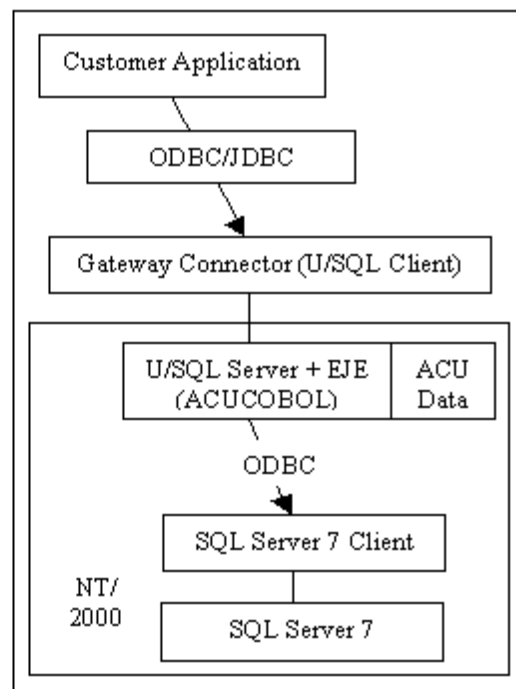 Customer Application
ODBC/JDBC
Gateway Connector (U/SQL Client)
U/SQL Server + EJE
(ACUCOBOL)
ACU
Data
ODBC
SQL Server 7 Client
NT/
2000
SQL Server 7